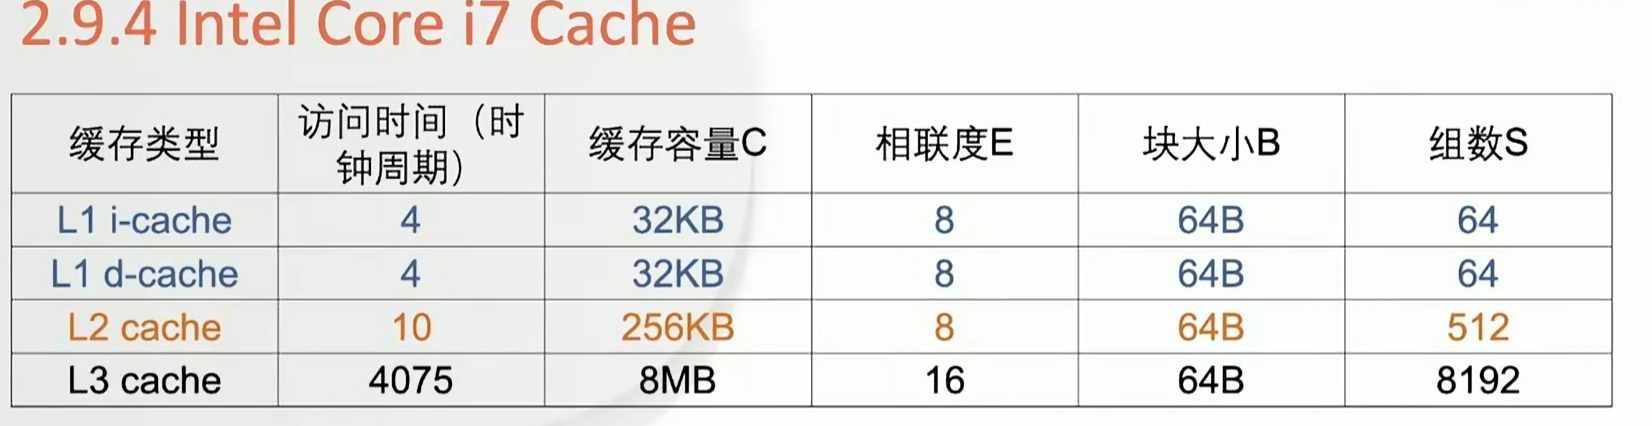 2.9.4 Intel Core i7 Cache
缓存类型 访问时间（时钟周期） 缓存容量C 相联度E 块大小B 组数S
L1 i-cache 4 32KB 8 64B 64
L1 d-cache 4 32KB 8 64B 64
L2 cache 10 256KB 8 64B 512
L3 cache 4075 8MB 16 64B 8192